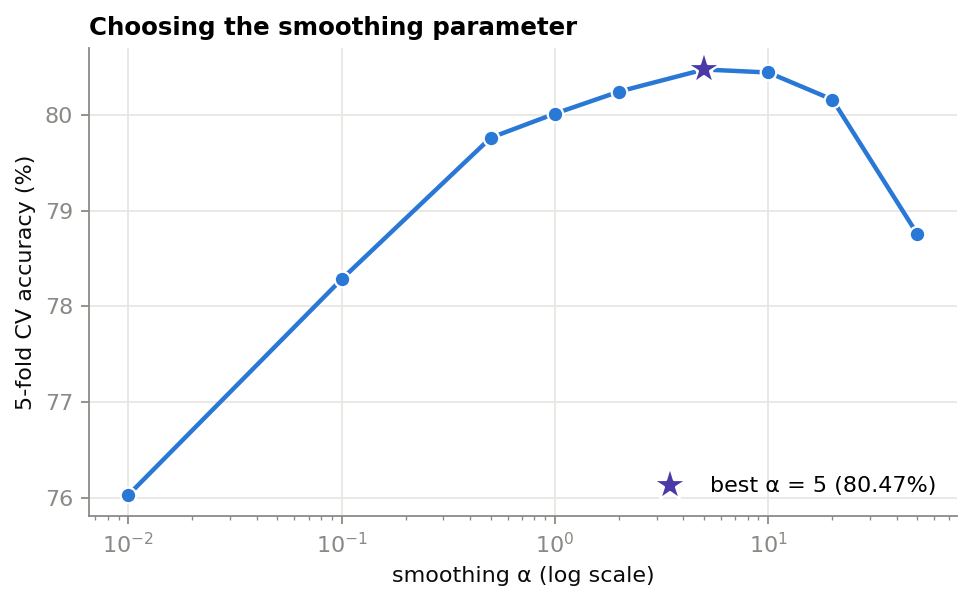 Choosing the smoothing parameter
5-fold CV accuracy (%)
80
79
78
77
76
best α = 5 (80.47%)
10⁻²
10⁻¹
10⁰
10¹
smoothing α (log scale)